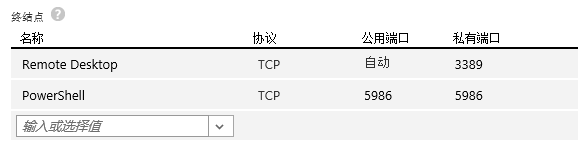 终结点 ?
名称 协议 公用端口 私有端口
Remote Desktop TCP 自动 3389
PowerShell TCP 5986 5986
输入或选择值